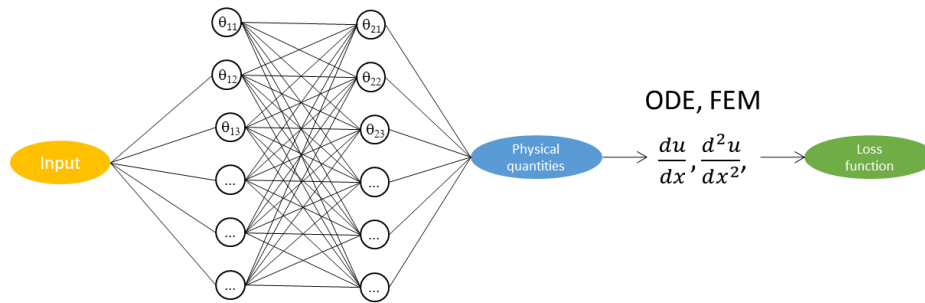 θ11
θ21
θ12
θ22
θ13
θ23
...
...
...
...
...
...
Input
Physical
quantities
ODE, FEM
du/dx, d²u/dx²,
Loss
function